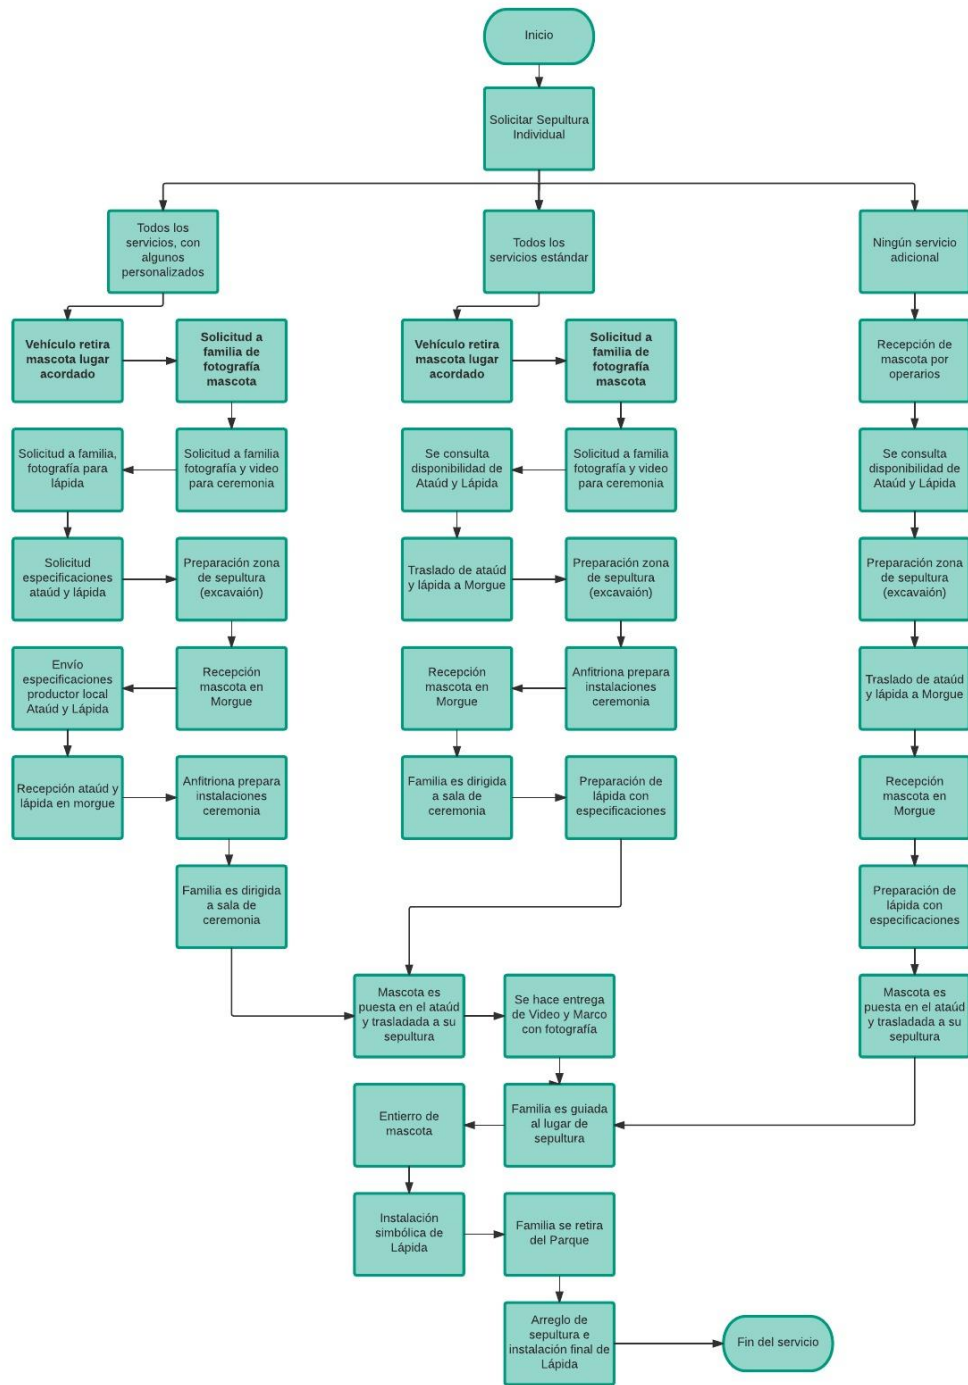 Inicio
Solicitar Sepultura
Individual
Todos los
servicios, con
algunos
personalizados
Todos los
servicios estándar
Ningún servicio
adicional
Vehículo retira
mascota lugar
acordado
Solicitud a
familia de
fotografía
mascota
Vehículo retira
mascota lugar
acordado
Solicitud a
familia de
fotografía
mascota
Recepción de
mascota por
operarios
Solicitud a familia,
fotografía para
lápida
Solicitud a familia
fotografía y video
para ceremonia
Se consulta
disponibilidad de
Ataúd y Lápida
Solicitud a familia
fotografía y video
para ceremonia
Se consulta
disponibilidad de
Ataúd y Lápida
Solicitud
especificaciones
ataúd y lápida
Preparación zona
de sepultura
(excavaión)
Traslado de ataúd
y lápida a Morgue
Preparación zona
de sepultura
(excavaión)
Preparación zona
de sepultura
(excavaión)
Envío
especificaciones
productor local
Ataúd y Lápida
Recepción
mascota en
Morgue
Recepción
mascota en
Morgue
Anfitriona prepara
instalaciones
ceremonia
Traslado de ataúd
y lápida a Morgue
Recepción ataúd y
lápida en morgue
Anfitriona prepara
instalaciones
ceremonia
Familia es dirigida
a sala de
ceremonia
Preparación de
lápida con
especificaciones
Recepción
mascota en
Morgue
Familia es dirigida
a sala de
ceremonia
Preparación de
lápida con
especificaciones
Mascota es
puesta en el ataúd
y trasladada a su
sepultura
Se hace entrega
de Video y Marco
con fotografía
Mascota es
puesta en el ataúd
y trasladada a su
sepultura
Entierro de
mascota
Familia es guiada
al lugar de
sepultura
Instalación
simbólica de
Lápida
Familia se retira
del Parque
Arreglo de
sepultura e
instalación final de
Lápida
Fin del servicio